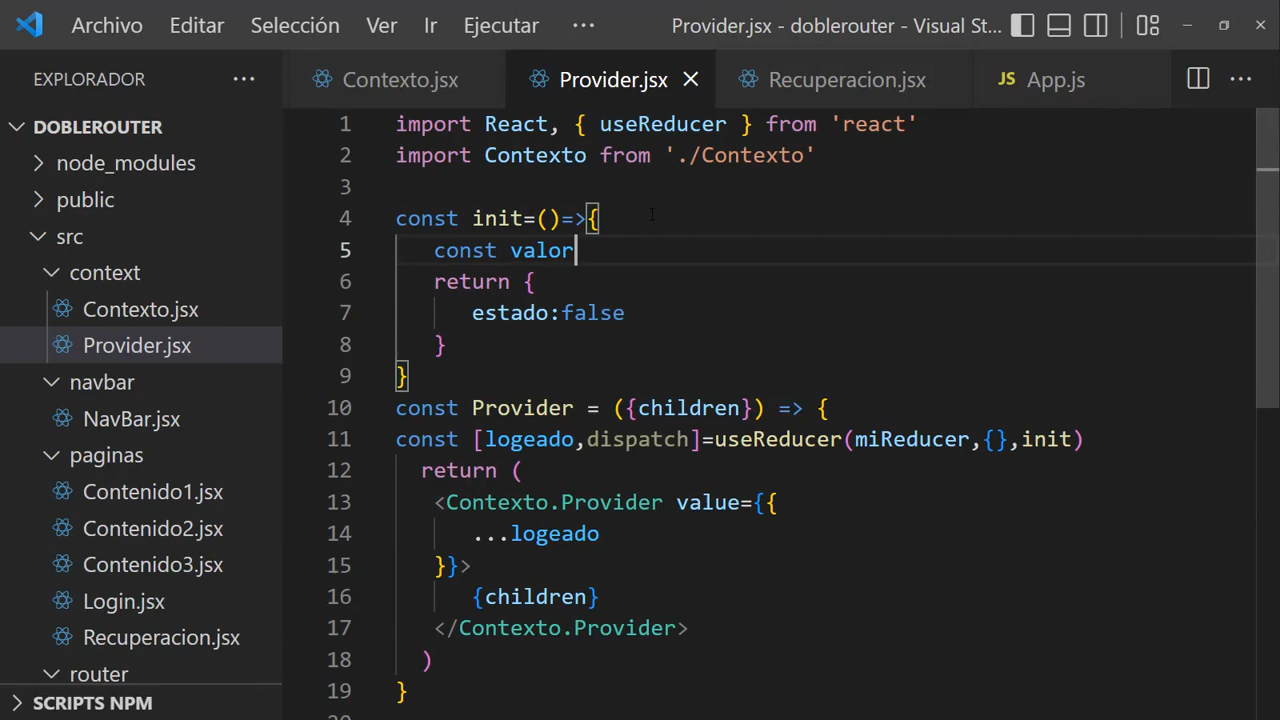 Archivo Editar Selección Ver Ir Ejecutar ··· Provider.jsx - doblerouter - Visual St...
EXPLORADOR ···
DOBLEROUTER
node_modules
public
src
context
Contexto.jsx
Provider.jsx
navbar
NavBar.jsx
paginas
Contenido1.jsx
Contenido2.jsx
Contenido3.jsx
Login.jsx
Recuperacion.jsx
router
SCRIPTS NPM
Contexto.jsx Provider.jsx Recuperacion.jsx JS App.js ···
1 import React, { useReducer } from 'react'
2 import Contexto from './Contexto'
3
4 const init=()=>{
5 const valor
6 return {
7 estado:false
8 }
9 }
10 const Provider = ({children}) => {
11 const [logeado,dispatch]=useReducer(miReducer,{},init)
12 return (
13 <Contexto.Provider value={{
14 ...logeado
15 }}>
16 {children}
17 </Contexto.Provider>
18 )
19 }